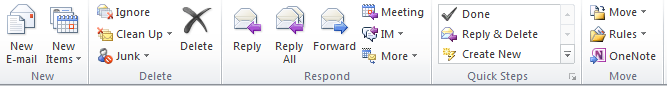 New E-mail
New Items
New
Ignore
Clean Up
Junk
Delete
Delete
Reply
Reply All
Forward
Meeting
IM
More
Respond
Done
Reply & Delete
Create New
Quick Steps
Move
Rules
OneNote
Move